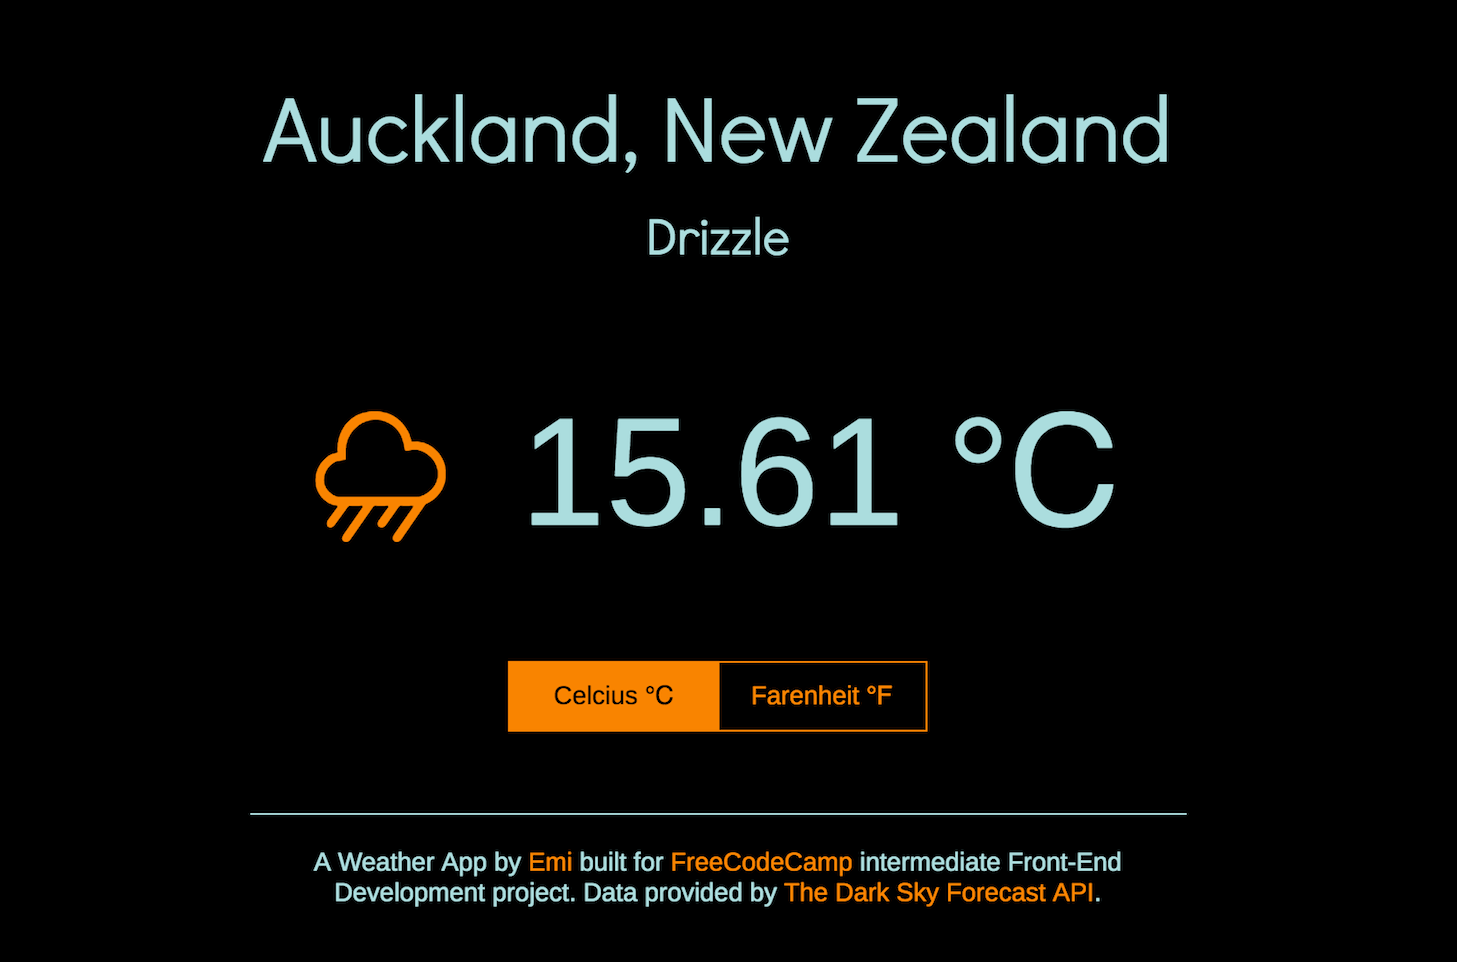 Auckland, New Zealand
Drizzle
15.61 °C
Celcius °C
Farenheit °F
A Weather App by Emi built for FreeCodeCamp intermediate Front-End
Development project. Data provided by The Dark Sky Forecast API.